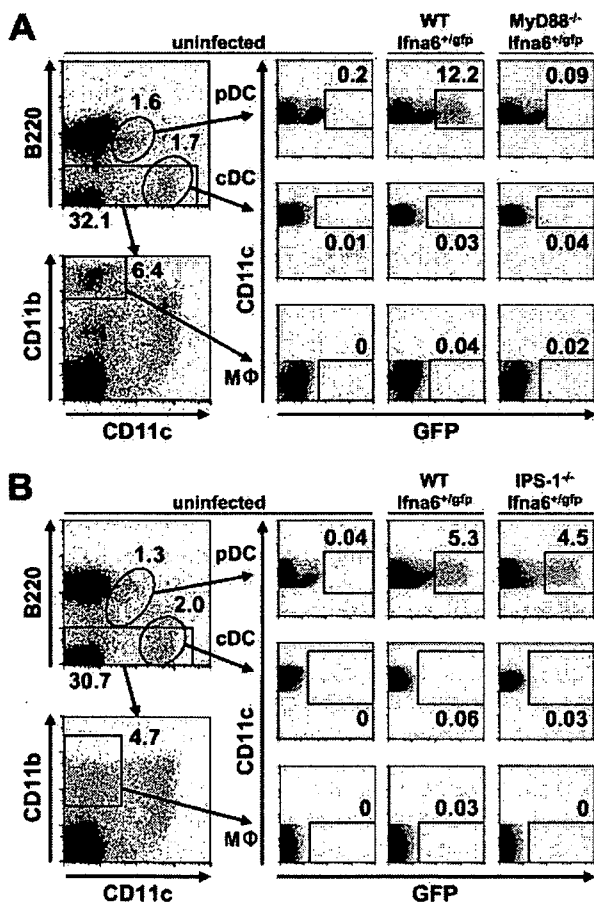 A
uninfected
WT
Ifna6+/gfp
MyD88-/-
Ifna6+/gfp
B220
1.6
1.7
32.1
pDC
0.2
12.2
0.09
cDC
0.01
0.03
0.04
CD11b
6.4
CD11c
CD11c
MΦ
0
0.04
0.02
GFP
B
uninfected
WT
Ifna6+/gfp
IPS-1-/-
Ifna6+/gfp
B220
1.3
2.0
30.7
pDC
0.04
5.3
4.5
cDC
0
0.06
0.03
CD11b
4.7
CD11c
CD11c
MΦ
0
0.03
0
GFP